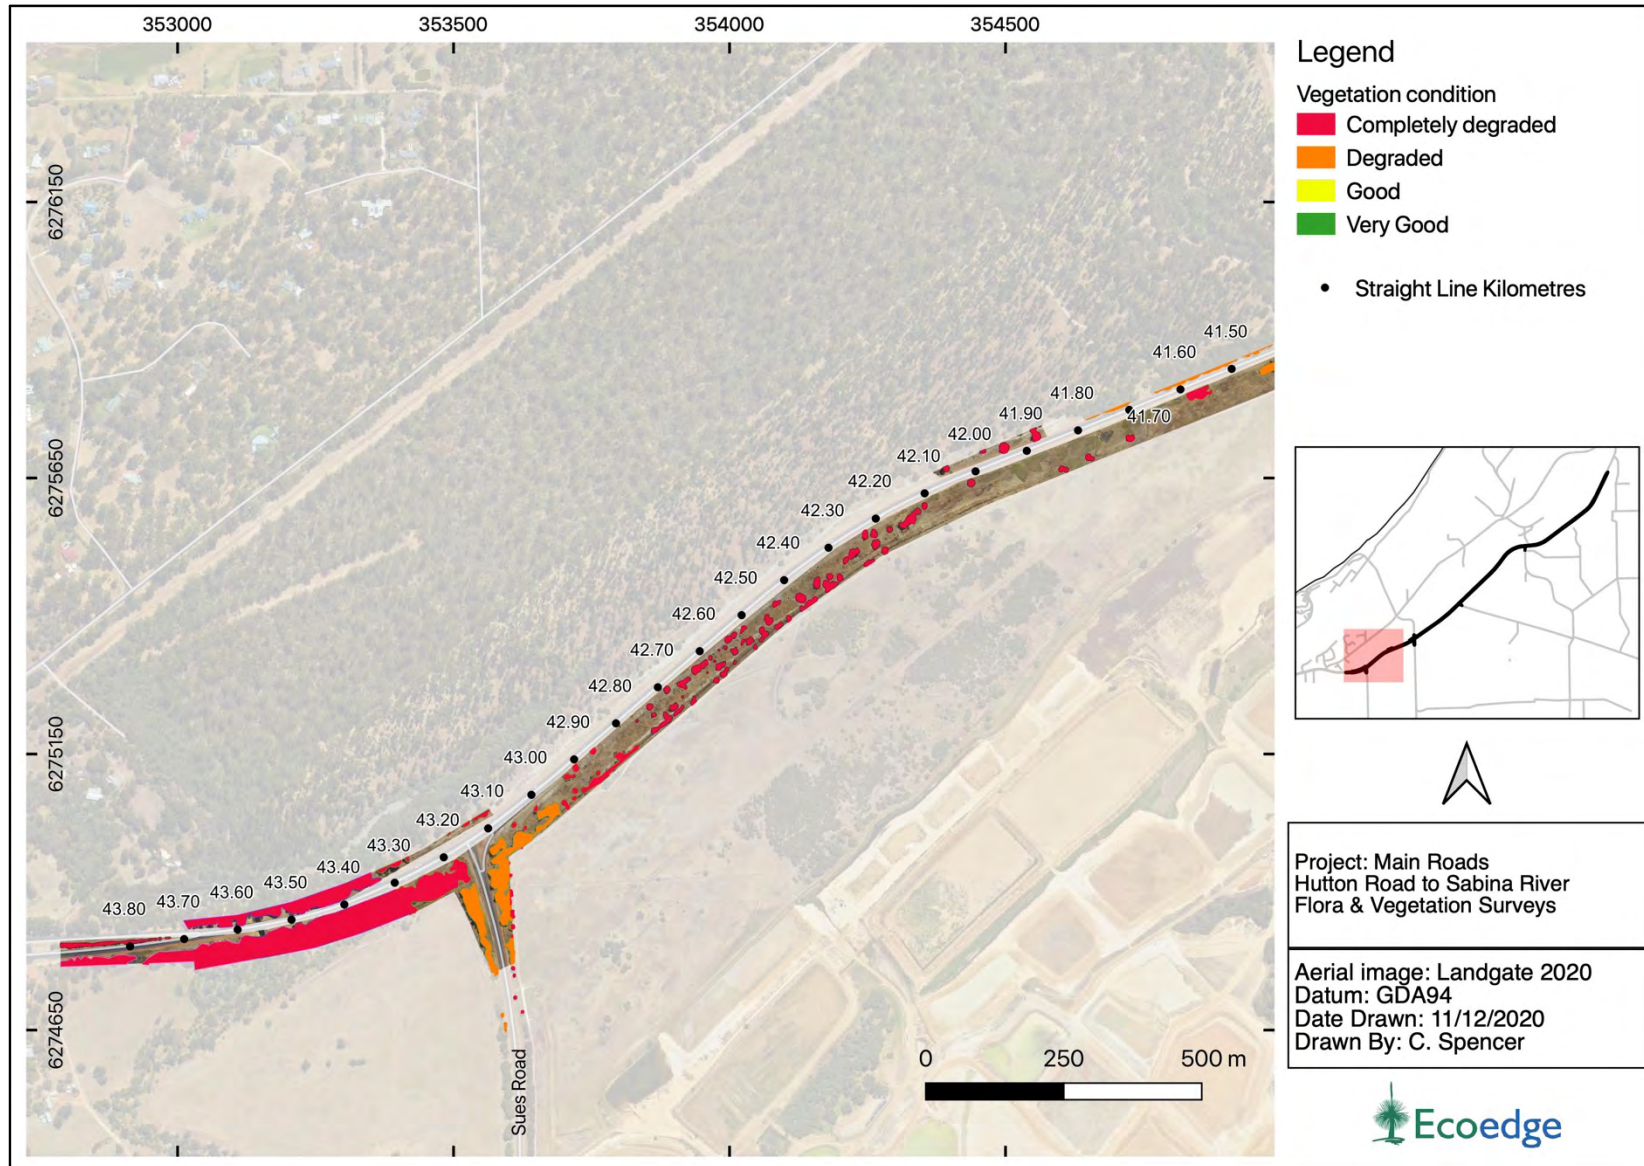 353000
353500
354000
354500
6276150
6275650
6275150
6274650
Legend
Vegetation condition
Completely degraded
Degraded
Good
Very Good
Straight Line Kilometres
41.50
41.60
41.70
41.80
41.90
42.00
42.10
42.20
42.30
42.40
42.50
42.60
42.70
42.80
42.90
43.00
43.10
43.20
43.30
43.40
43.50
43.60
43.70
43.80
Sues Road
0 250 500 m
Project: Main Roads
Hutton Road to Sabina River
Flora & Vegetation Surveys
Aerial image: Landgate 2020
Datum: GDA94
Date Drawn: 11/12/2020
Drawn By: C. Spencer
Ecoedge